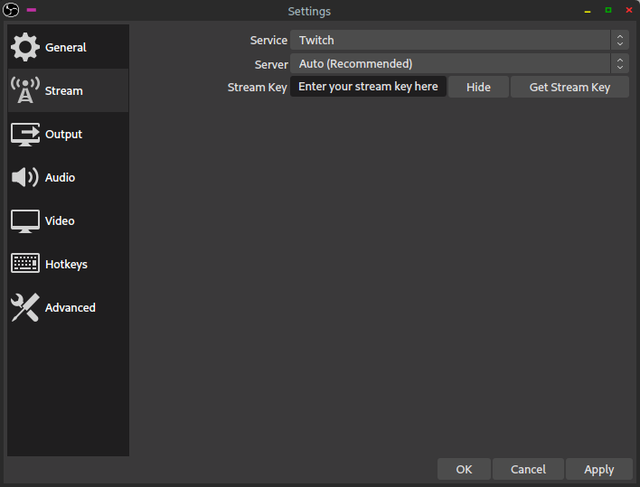 Settings
General
Stream
Output
Audio
Video
Hotkeys
Advanced
Service Twitch
Server Auto (Recommended)
Stream Key Enter your stream key here Hide Get Stream Key
OK Cancel Apply